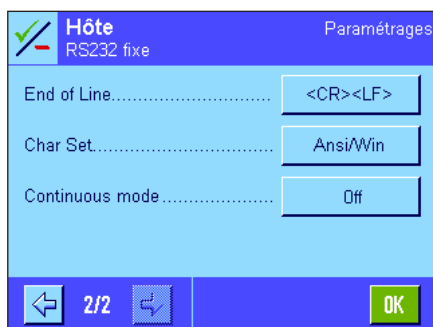 Hôte
Paramétrages
RS232 fixe
End of Line............................ <CR><LF>
Char Set................................ Ansi/Win
Continuous mode.................... Off
2/2
OK